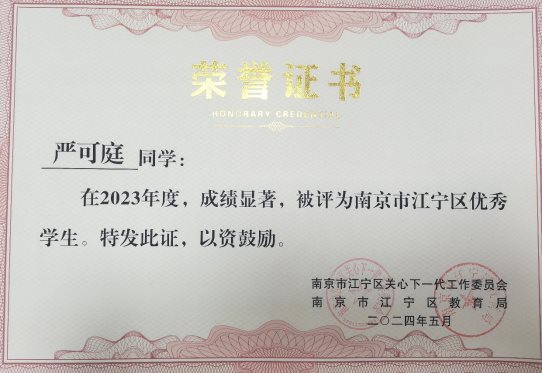 荣誉证书
HONORARY CREDENTIAL
严可庭 同学：
在2023年度，成绩显著，被评为南京市江宁区优秀
学生。特发此证，以资鼓励。
南京市江宁区关心下一代工作委员会
南京市江宁区教育局
二〇二四年五月